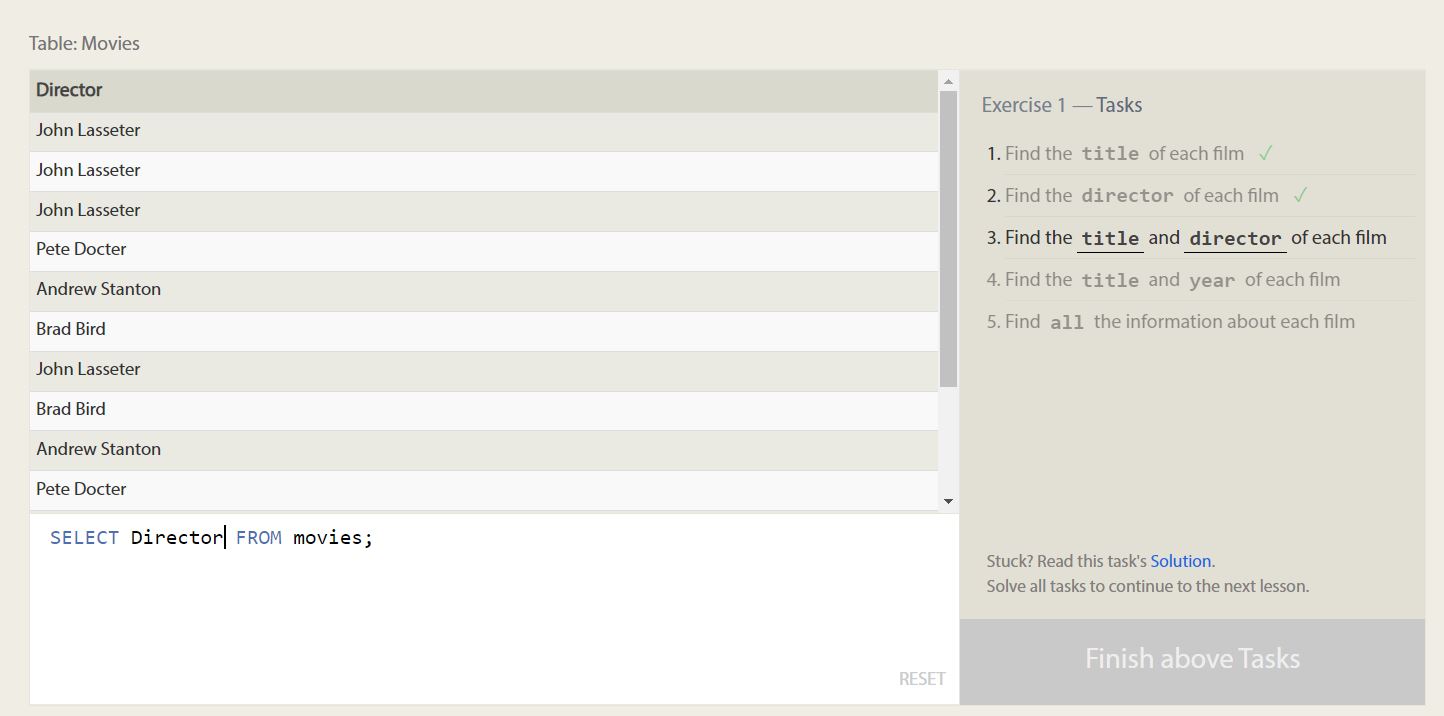 Table: Movies
Director
John Lasseter
John Lasseter
John Lasseter
Pete Docter
Andrew Stanton
Brad Bird
John Lasseter
Brad Bird
Andrew Stanton
Pete Docter
SELECT Director FROM movies;
RESET
Exercise 1 — Tasks
1. Find the title of each film ✓
2. Find the director of each film ✓
3. Find the title and director of each film
4. Find the title and year of each film
5. Find all the information about each film
Stuck? Read this task's Solution.
Solve all tasks to continue to the next lesson.
Finish above Tasks